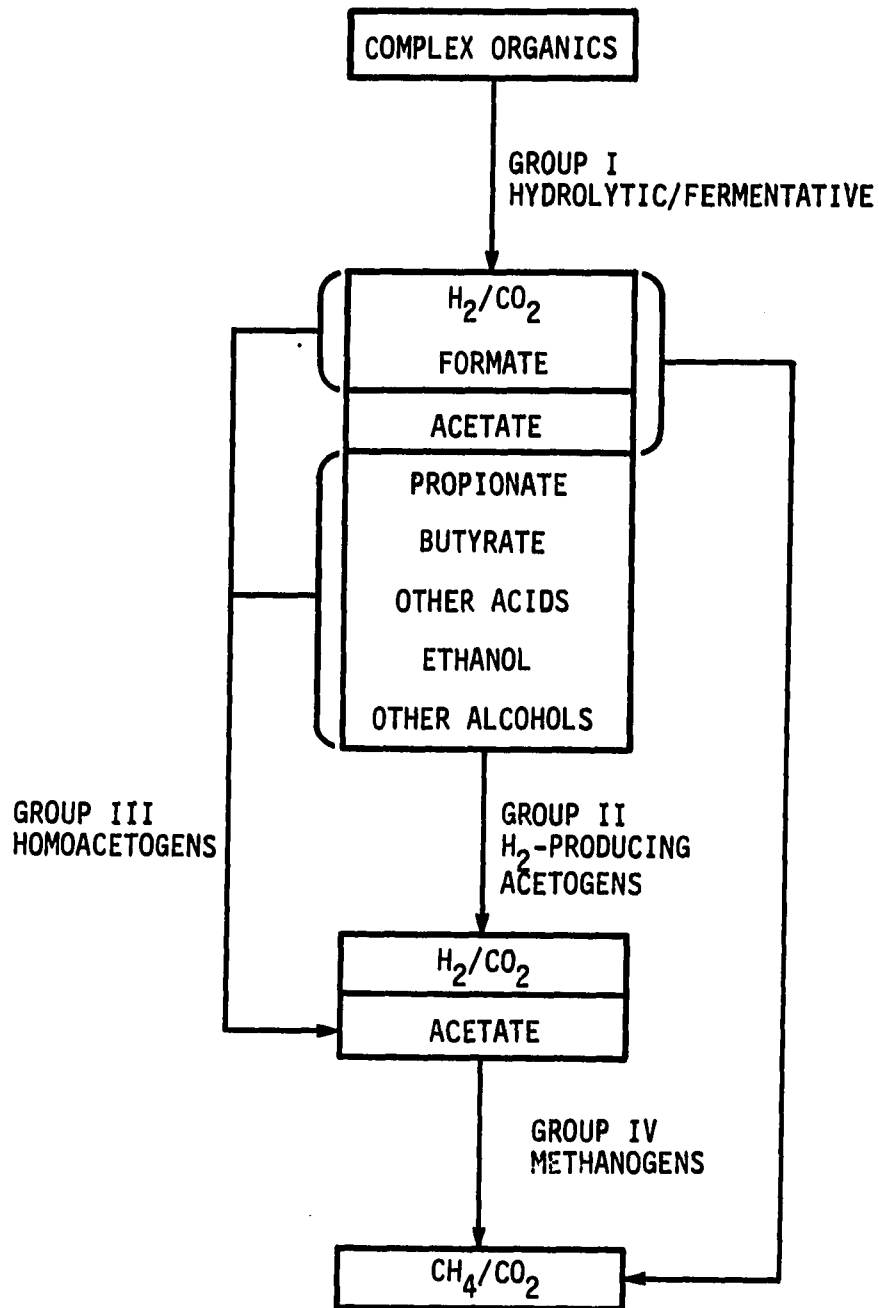 COMPLEX ORGANICS
GROUP I
HYDROLYTIC/FERMENTATIVE
H2/CO2
FORMATE
ACETATE
PROPIONATE
BUTYRATE
OTHER ACIDS
ETHANOL
OTHER ALCOHOLS
GROUP III
HOMOACETOGENS
GROUP II
H2-PRODUCING
ACETOGENS
H2/CO2
ACETATE
GROUP IV
METHANOGENS
CH4/CO2